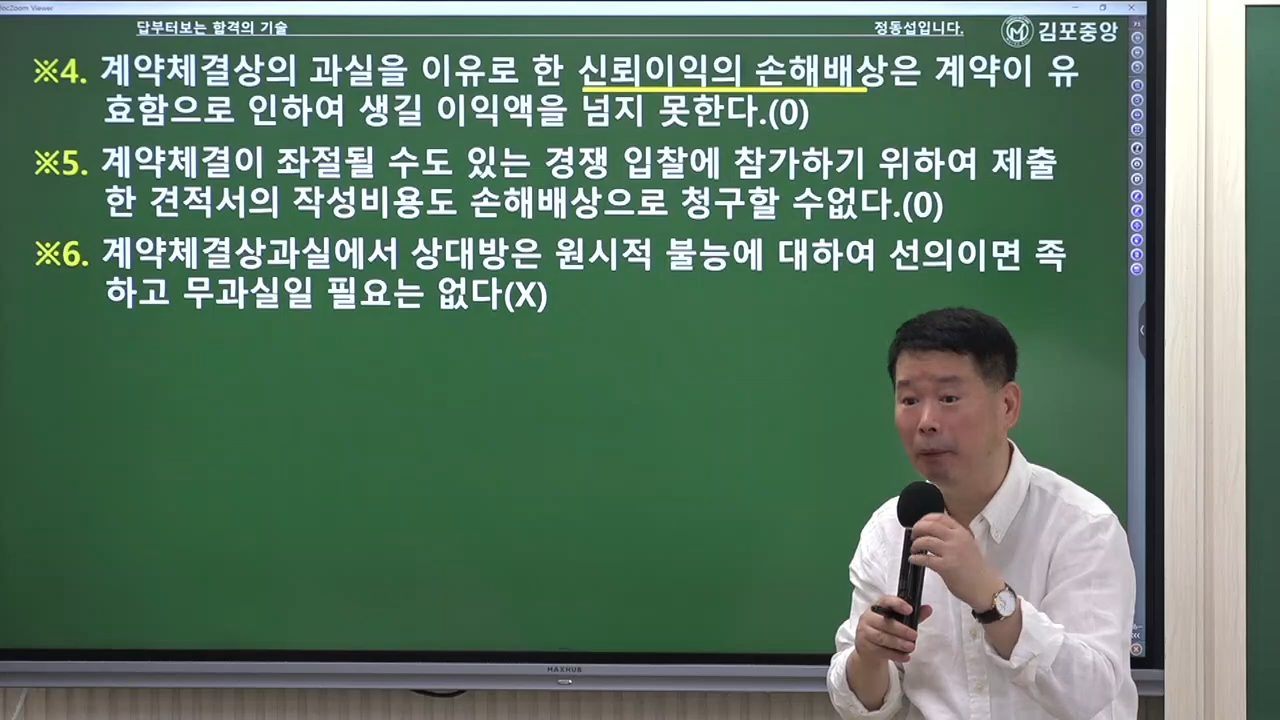 답부터보는 합격의 기술
정동섭입니다.
김포중앙
※4. 계약체결상의 과실을 이유로 한 신뢰이익의 손해배상은 계약이 유
효함으로 인하여 생길 이익액을 넘지 못한다.(0)
※5. 계약체결이 좌절될 수도 있는 경쟁 입찰에 참가하기 위하여 제출
한 견적서의 작성비용도 손해배상으로 청구할 수없다.(0)
※6. 계약체결상과실에서 상대방은 원시적 불능에 대하여 선의이면 족
하고 무과실일 필요는 없다(X)
MAXHUB